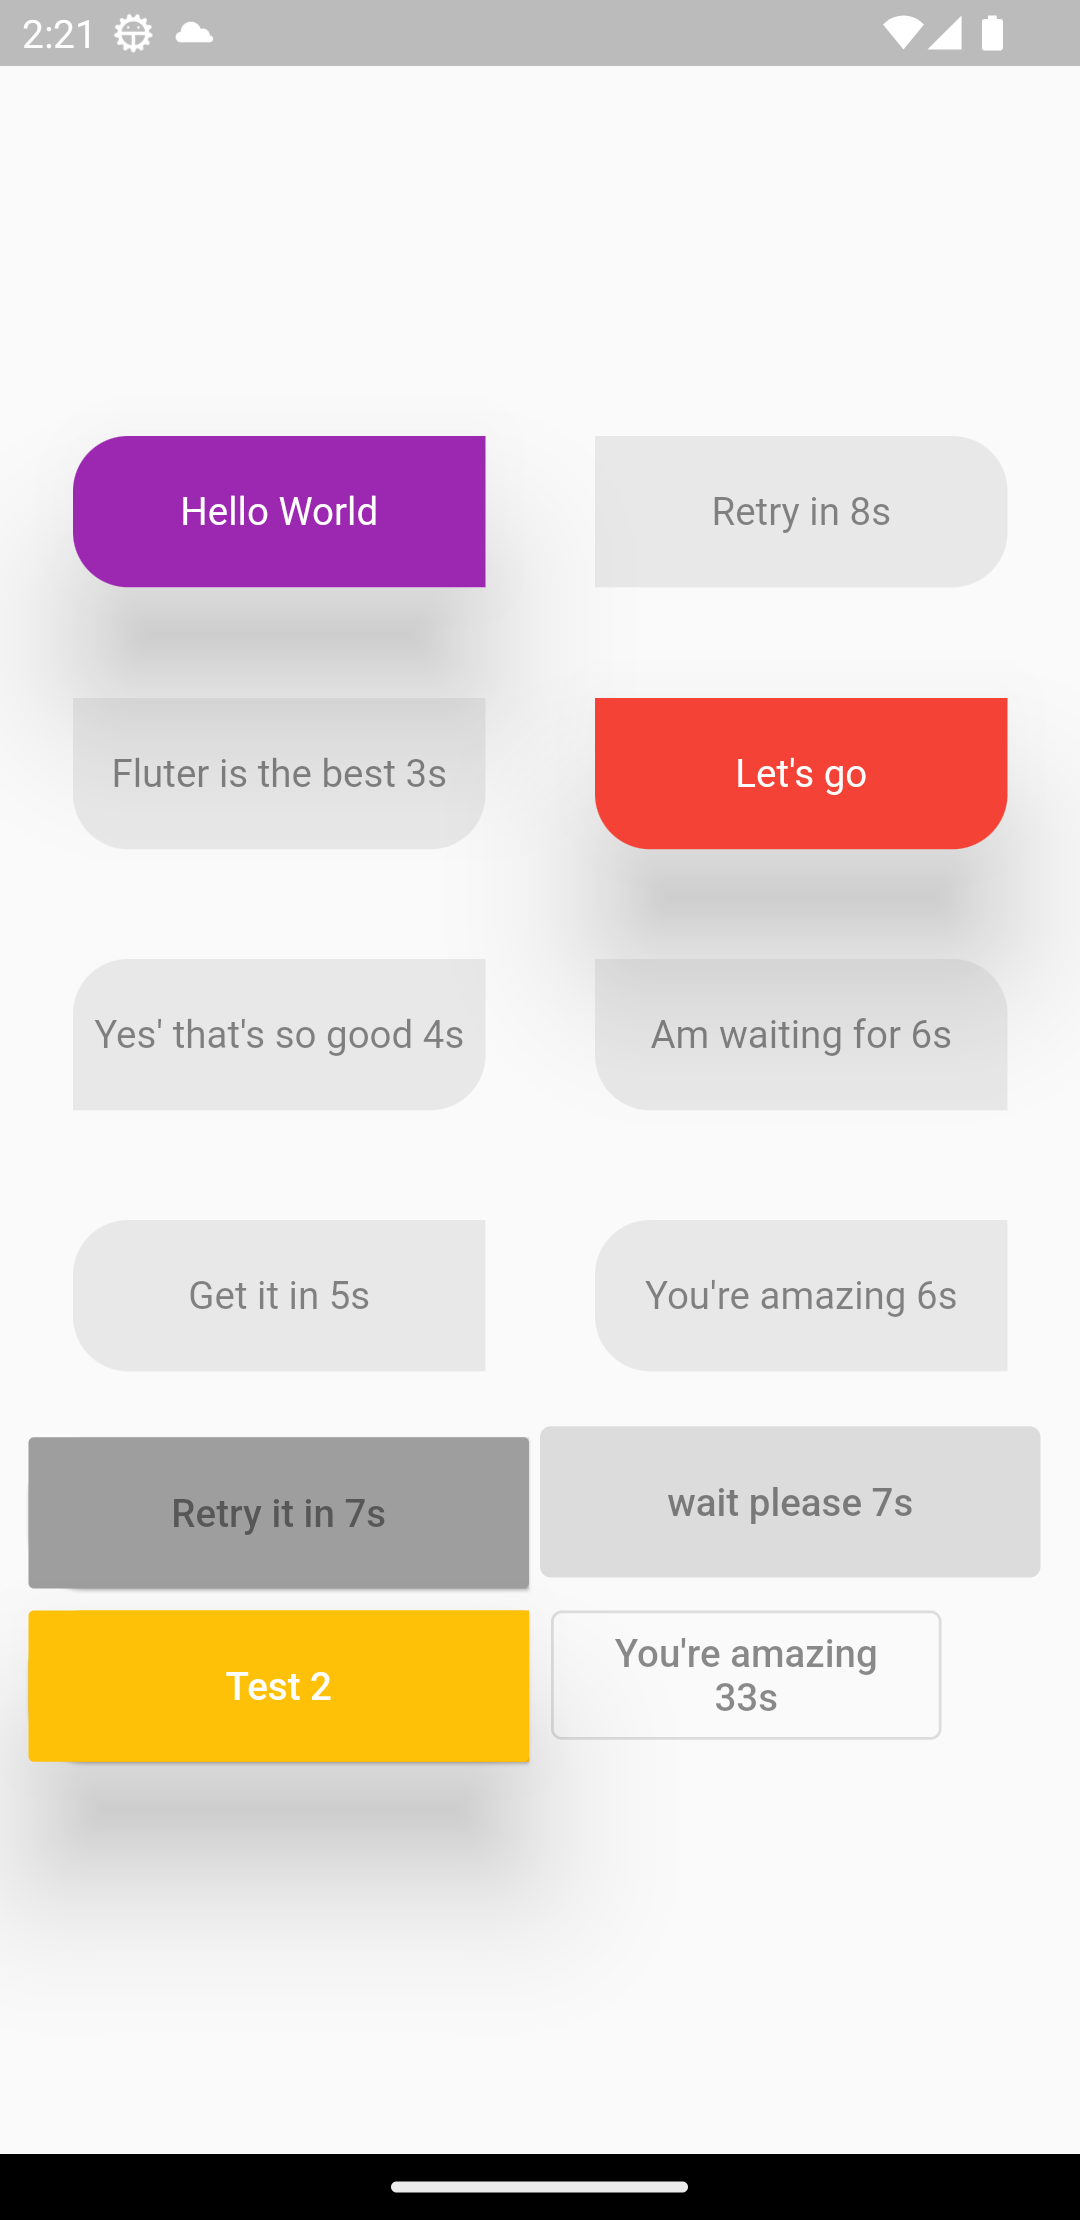 2:21
Hello World
Retry in 8s
Fluter is the best 3s
Let's go
Yes' that's so good 4s
Am waiting for 6s
Get it in 5s
You're amazing 6s
Retry it in 7s
wait please 7s
Test 2
You're amazing
33s